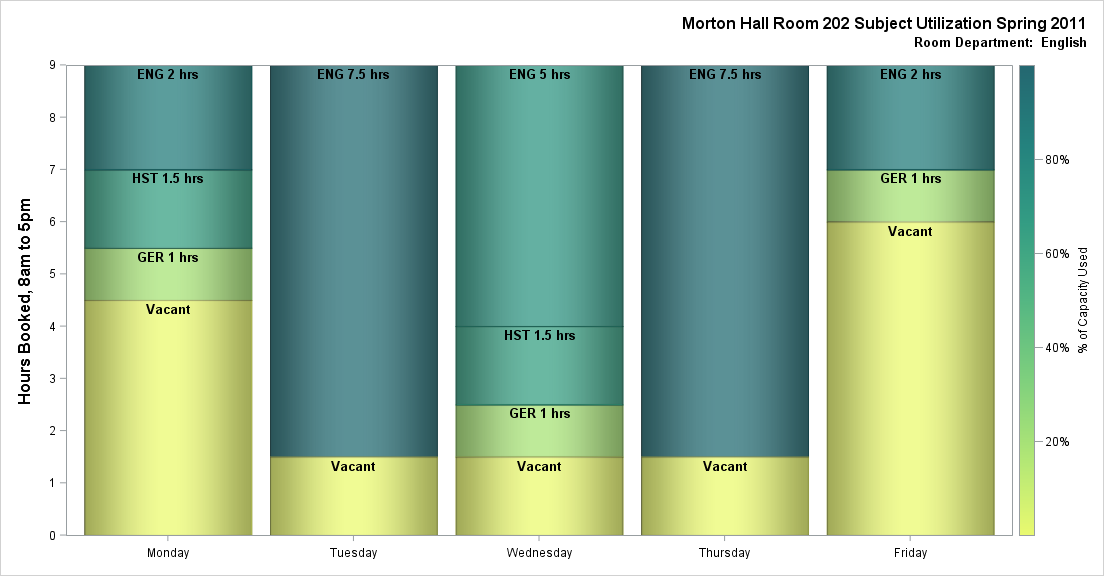 Morton Hall Room 202 Subject Utilization Spring 2011
Room Department:  English
Hours Booked, 8am to 5pm
9
8
7
6
5
4
3
2
1
0
ENG 2 hrs
HST 1.5 hrs
GER 1 hrs
Vacant
ENG 7.5 hrs
Vacant
ENG 5 hrs
HST 1.5 hrs
GER 1 hrs
Vacant
ENG 7.5 hrs
Vacant
ENG 2 hrs
GER 1 hrs
Vacant
Monday
Tuesday
Wednesday
Thursday
Friday
80%
60%
40%
20%
% of Capacity Used